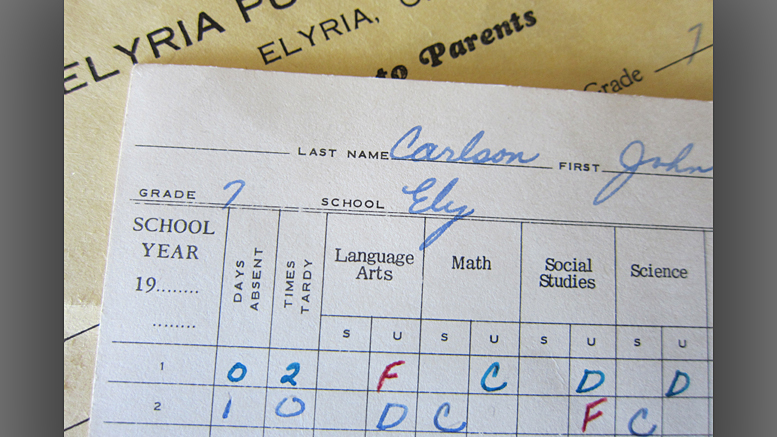 ELYRIA
ELYRIA,
to Parents
Grade 7
LAST NAME Carlson FIRST John
GRADE 7 SCHOOL Ely
SCHOOL YEAR 19........ ........
DAYS ABSENT
TIMES TARDY
Language Arts
Math
Social Studies
Science
S U S U S U S U
1 0 2 F C D D
2 1 0 D C F C